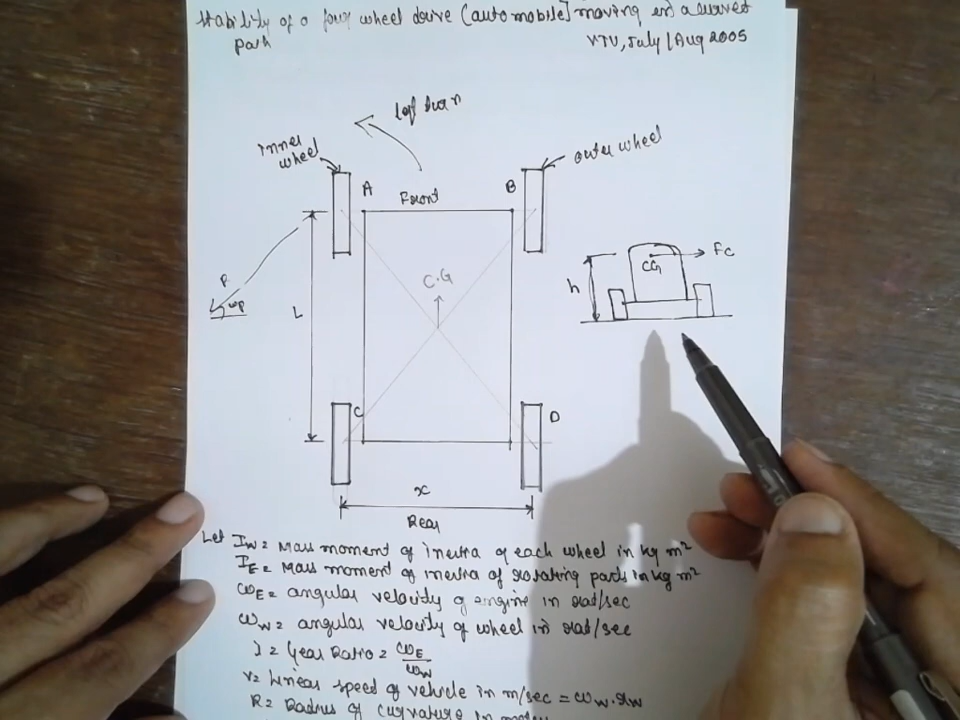 Stability of a four wheel drive (automobile) moving in a curved
path
VTU, July/Aug 2005
left turn
inner
wheel
outer wheel
A
Front
B
Fc
CG
C.G
h
R
ωp
L
C
D
x
Rear
Let Iw = Mass moment of inertia of each wheel in kg m²
IE = Mass moment of inertia of rotating parts in kg m²
ωE = angular velocity of engine in rad/sec
ωw = angular velocity of wheel in rad/sec
G = Gear Ratio = ωE/ωw
v = Linear speed of vehicle in m/sec = ωw.rw
R = Radius of curvature in meter